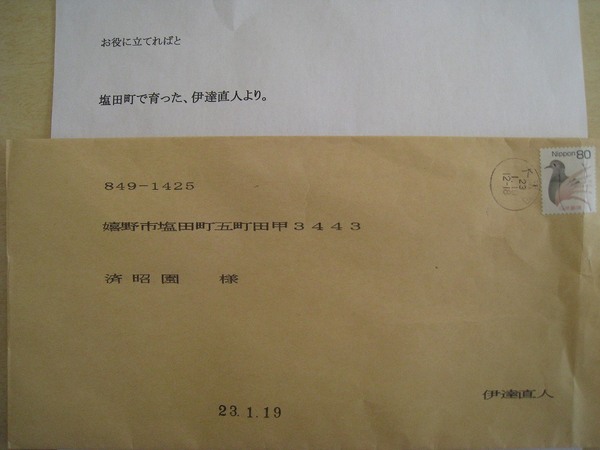 お役に立てればと
塩田町で育った、伊達直人より。
Nippon 80
849-1425
嬉野市塩田町五町田甲3443
済昭園 様
伊達直人
23.1.19